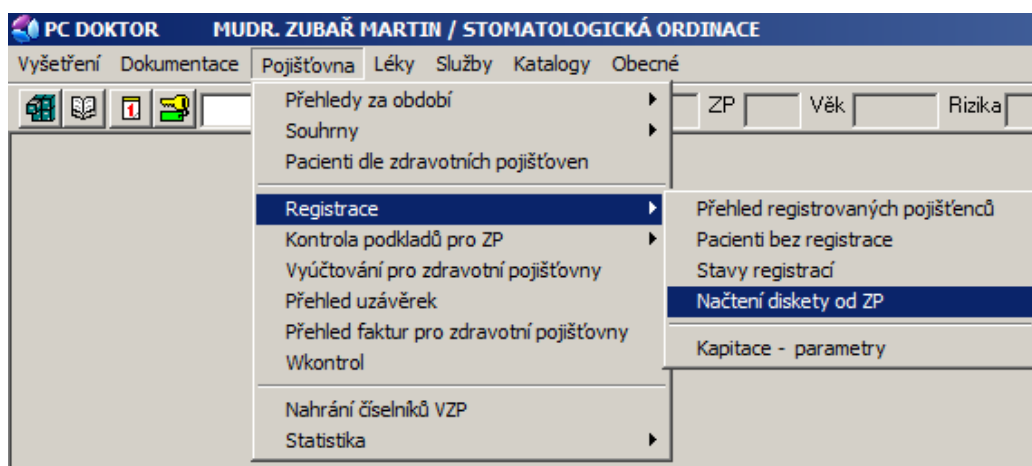 PC DOKTOR MUDR. ZUBAŘ MARTIN / STOMATOLOGICKÁ ORDINACE
Vyšetření Dokumentace Pojišťovna Léky Služby Katalogy Obecné
1 ZP Věk Rizika
Přehledy za období
Souhrny
Pacienti dle zdravotních pojišťoven
Registrace
Kontrola podkladů pro ZP
Vyúčtování pro zdravotní pojišťovny
Přehled uzávěrek
Přehled faktur pro zdravotní pojišťovny
Wkontrol
Nahrání číselníků VZP
Statistika
Přehled registrovaných pojištěnců
Pacienti bez registrace
Stavy registrací
Načtení diskety od ZP
Kapitace - parametry